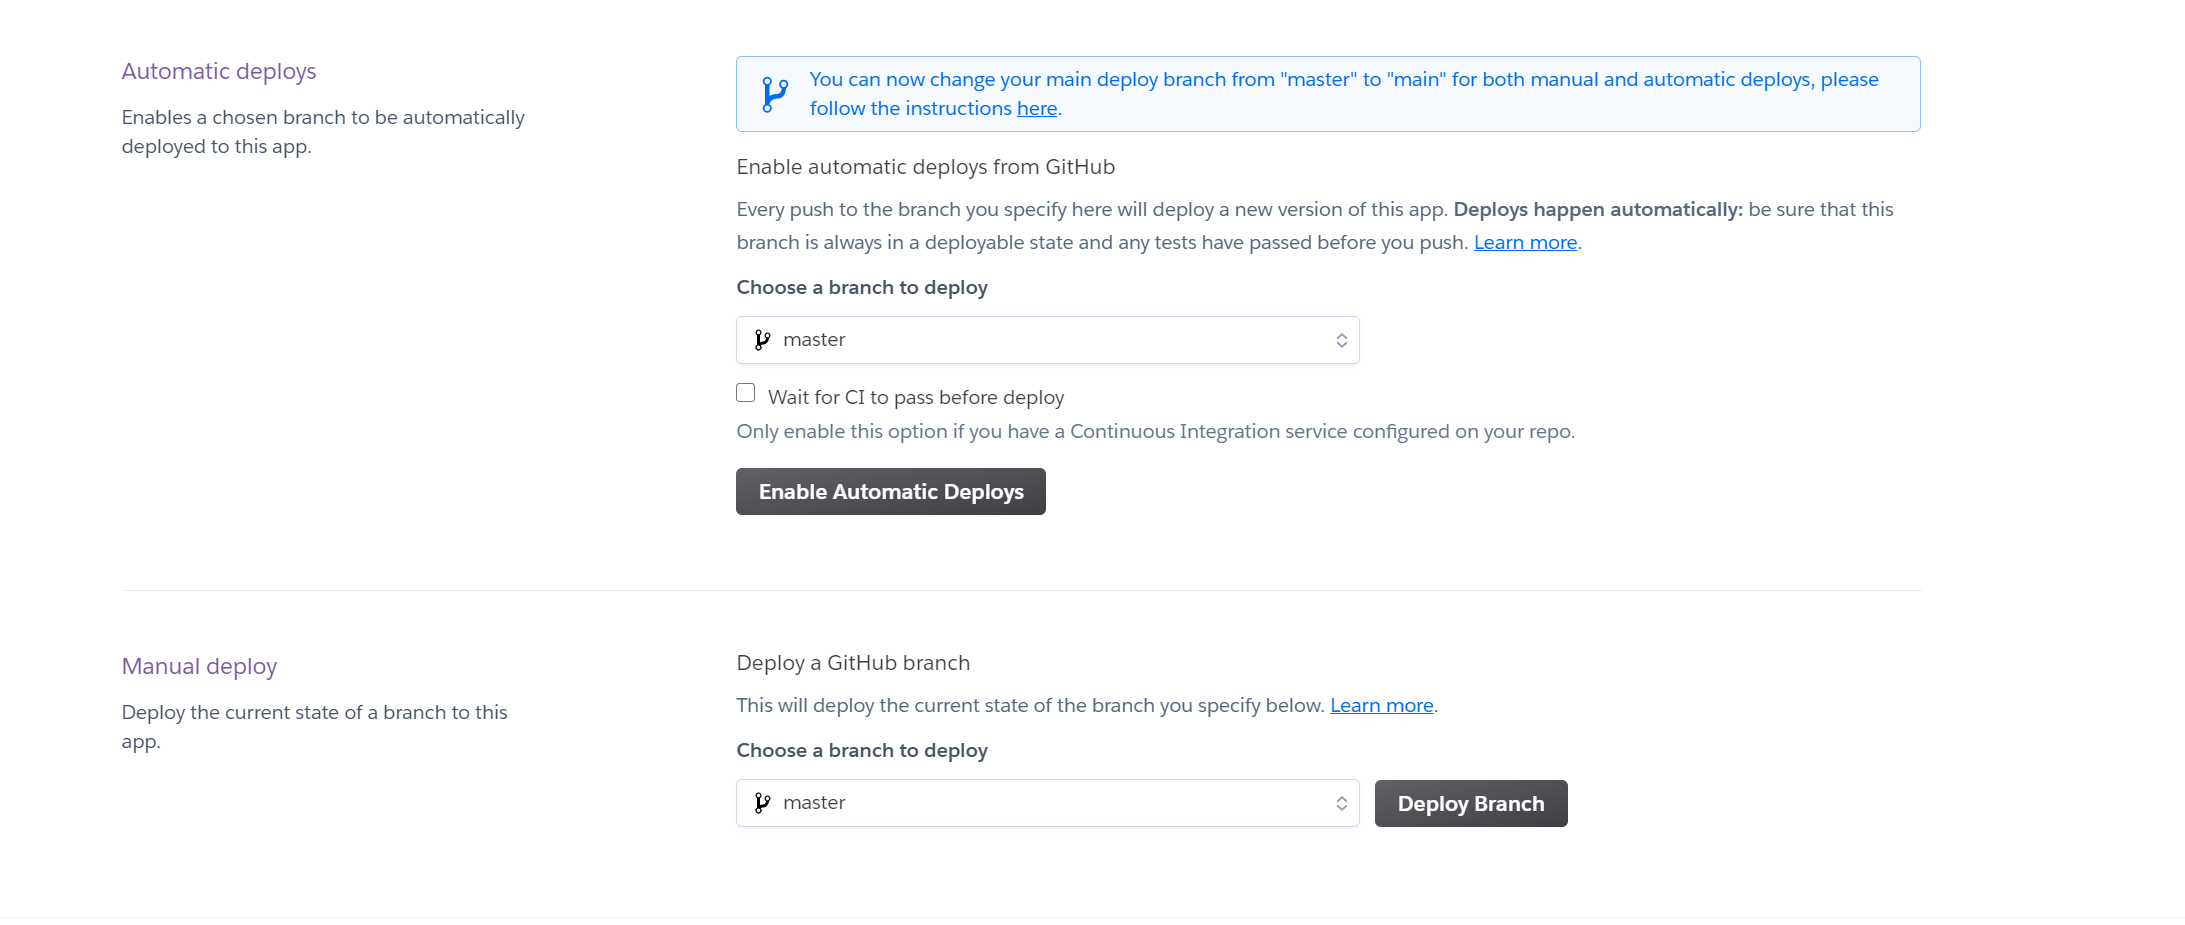 Automatic deploys
Enables a chosen branch to be automatically
deployed to this app.
You can now change your main deploy branch from "master" to "main" for both manual and automatic deploys, please
follow the instructions here.
Enable automatic deploys from GitHub
Every push to the branch you specify here will deploy a new version of this app. Deploys happen automatically: be sure that this
branch is always in a deployable state and any tests have passed before you push. Learn more.
Choose a branch to deploy
master
Wait for CI to pass before deploy
Only enable this option if you have a Continuous Integration service configured on your repo.
Enable Automatic Deploys
Manual deploy
Deploy the current state of a branch to this
app.
Deploy a GitHub branch
This will deploy the current state of the branch you specify below. Learn more.
Choose a branch to deploy
master
Deploy Branch